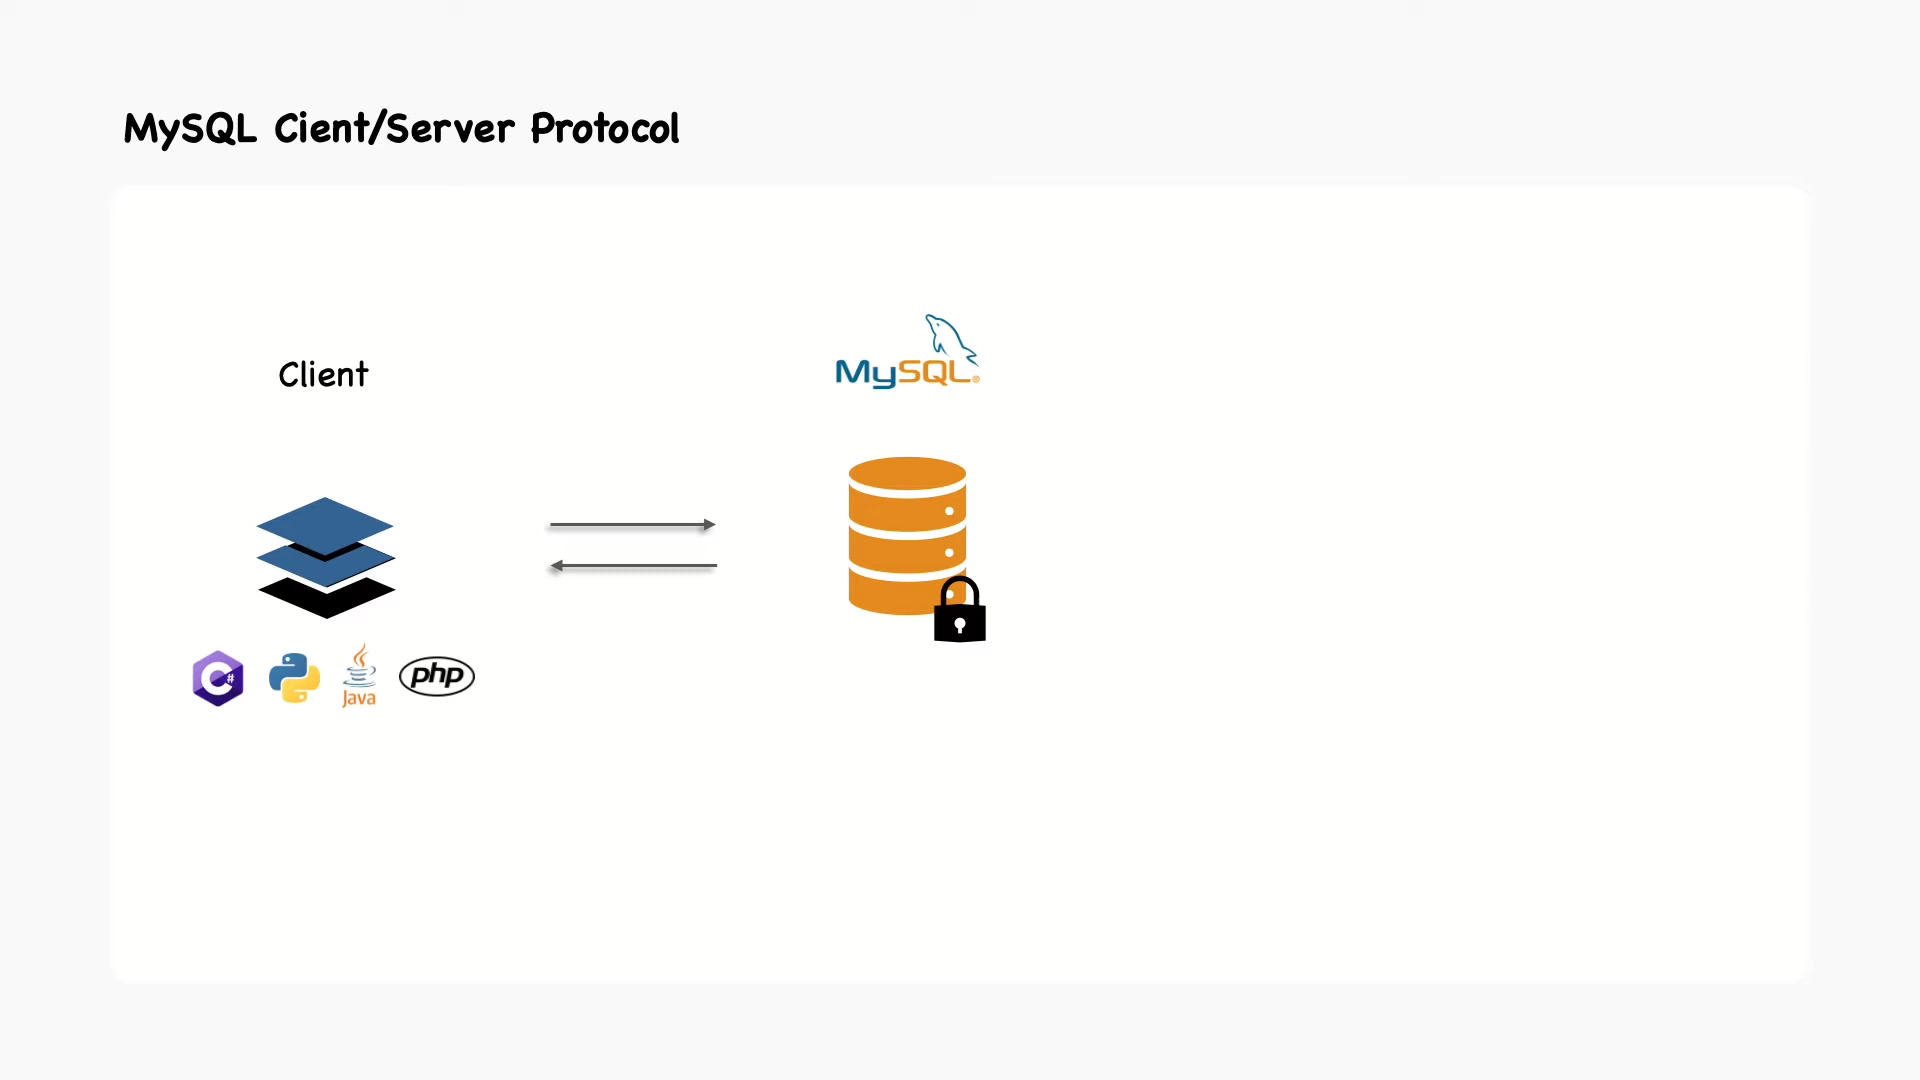 MySQL Cient/Server Protocol
Client
MySQL®
C#
Java
php